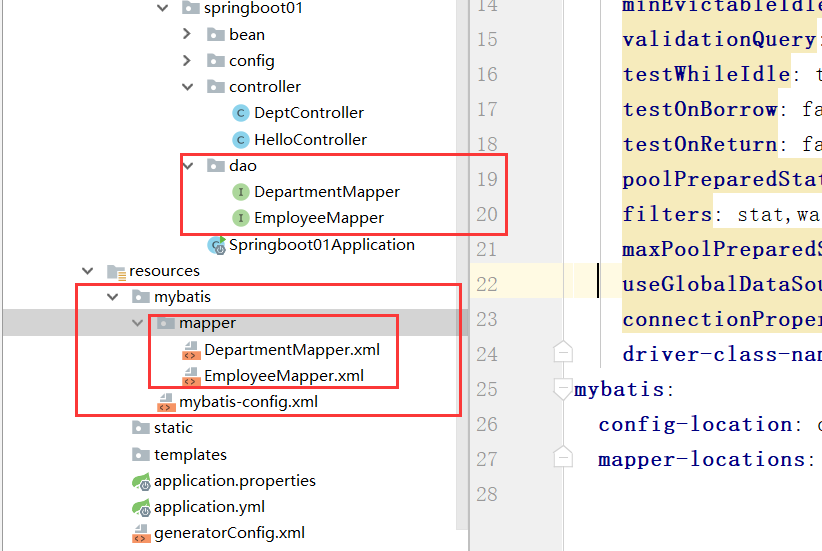 springboot01
bean
config
controller
DeptController
HelloController
dao
DepartmentMapper
EmployeeMapper
Springboot01Application
resources
mybatis
mapper
DepartmentMapper.xml
EmployeeMapper.xml
mybatis-config.xml
static
templates
application.properties
application.yml
generatorConfig.xml
14 minEvictableIdle
15 validationQuery:
16 testWhileIdle: t
17 testOnBorrow: fa
18 testOnReturn: fa
19 poolPreparedStat
20 filters: stat,wa
21 maxPoolPreparedS
22 useGlobalDataSou
23 connectionProper
24 driver-class-nam
25 mybatis:
26 config-location: c
27 mapper-locations:
28